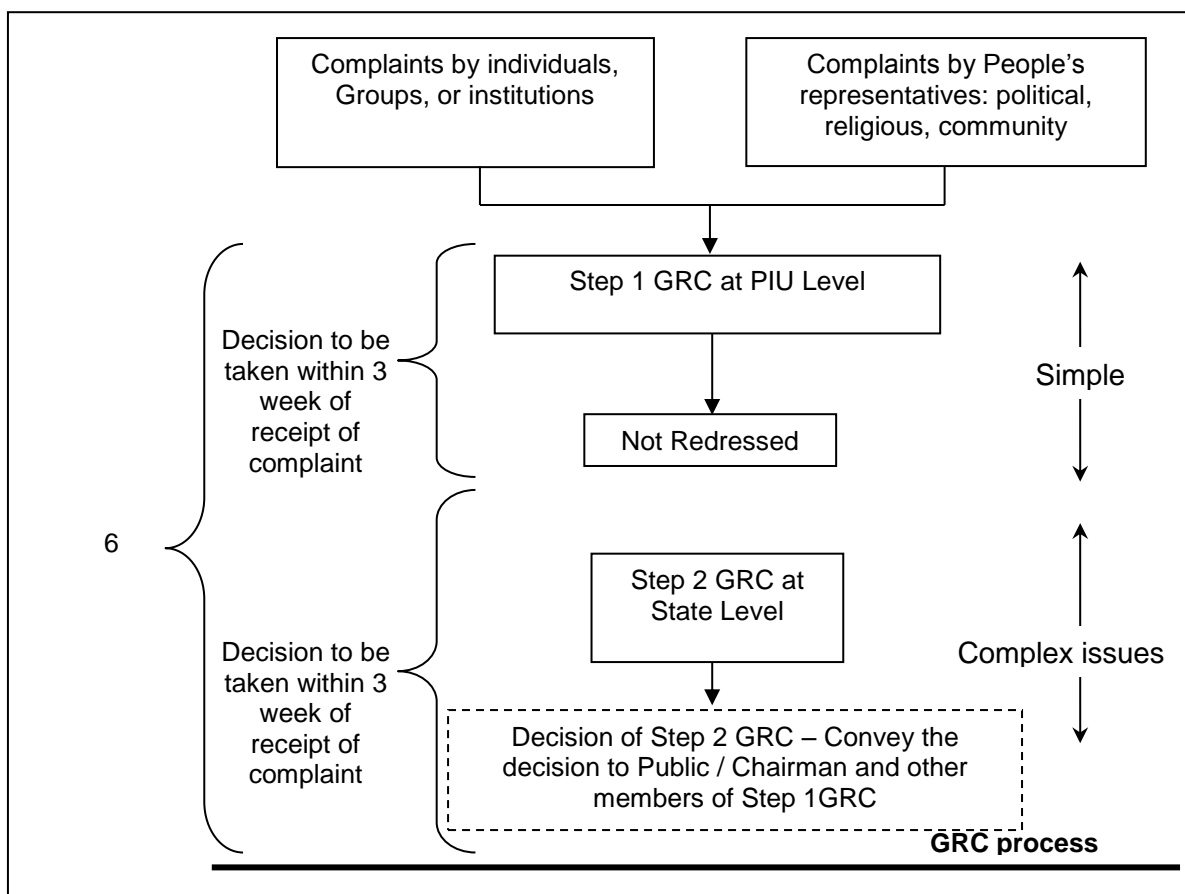 Complaints by individuals,
Groups, or institutions
Complaints by People's
representatives: political,
religious, community
Step 1 GRC at PIU Level
Decision to be
taken within 3
week of
receipt of
complaint
Simple
Not Redressed
6
Step 2 GRC at
State Level
Decision to be
taken within 3
week of
receipt of
complaint
Complex issues
Decision of Step 2 GRC – Convey the
decision to Public / Chairman and other
members of Step 1GRC
GRC process